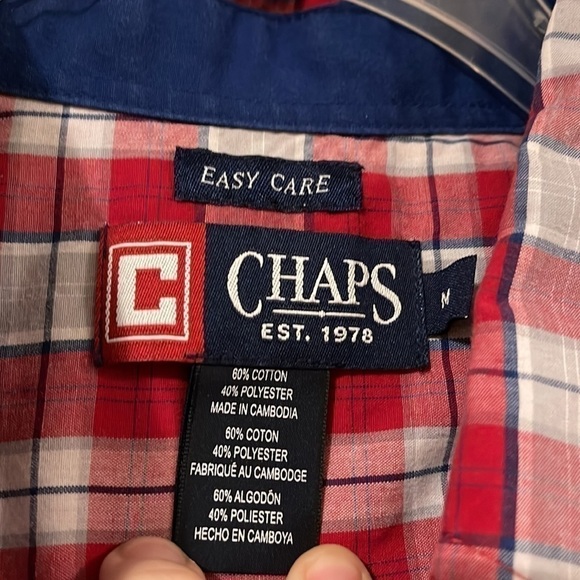 EASY CARE
C
CHAPS
EST. 1978
M
60% COTTON
40% POLYESTER
MADE IN CAMBODIA
60% COTON
40% POLYESTER
FABRIQUÉ AU CAMBODGE
60% ALGODÓN
40% POLIESTER
HECHO EN CAMBOYA